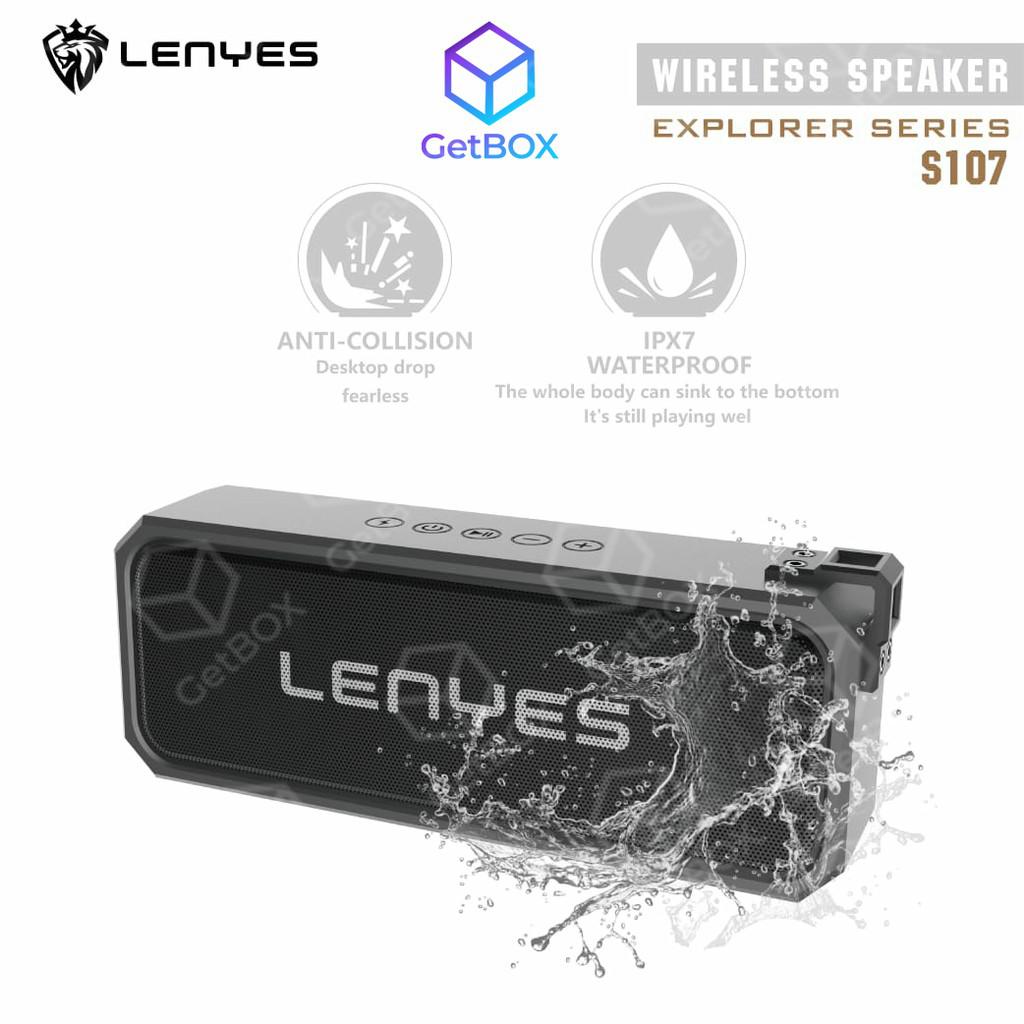 LENYES
GetBOX
WIRELESS SPEAKER
EXPLORER SERIES
S107
ANTI-COLLISION
Desktop drop
fearless
IPX7
WATERPROOF
The whole body can sink to the bottom
It's still playing wel
LENYES
GetBOX